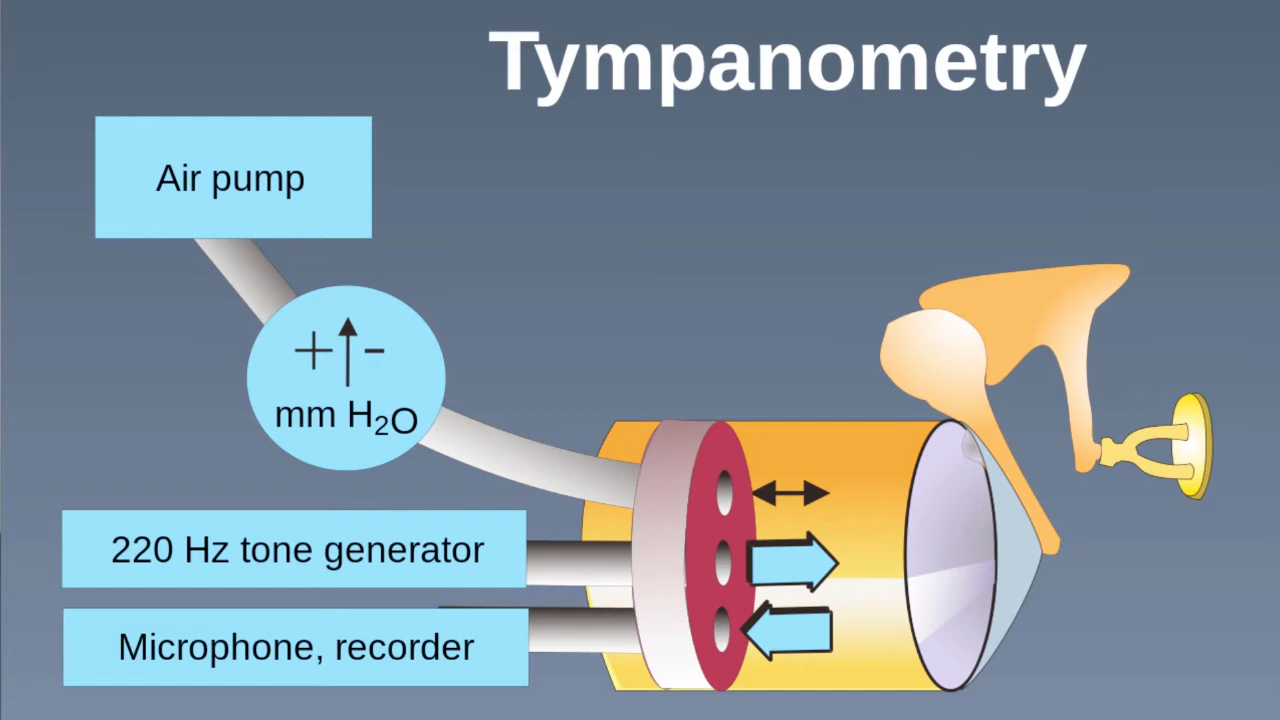 Tympanometry
Air pump
+ -
mm H₂O
220 Hz tone generator
Microphone, recorder